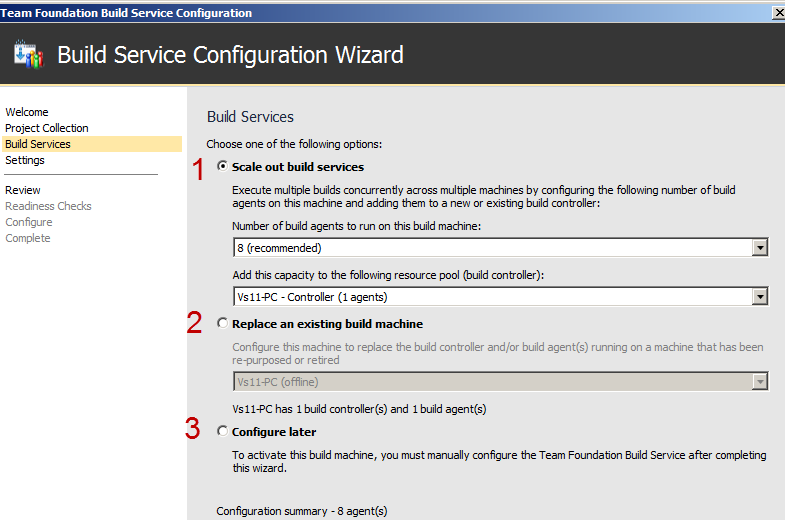 Team Foundation Build Service Configuration
Build Service Configuration Wizard
Welcome
Project Collection
Build Services
Settings
Review
Readiness Checks
Configure
Complete
Build Services
Choose one of the following options:
1 Scale out build services
Execute multiple builds concurrently across multiple machines by configuring the following number of build
agents on this machine and adding them to a new or existing build controller:
Number of build agents to run on this build machine:
8 (recommended)
Add this capacity to the following resource pool (build controller):
Vs11-PC - Controller (1 agents)
2 Replace an existing build machine
Configure this machine to replace the build controller and/or build agent(s) running on a machine that has been
re-purposed or retired
Vs11-PC (offline)
Vs11-PC has 1 build controller(s) and 1 build agent(s)
3 Configure later
To activate this build machine, you must manually configure the Team Foundation Build Service after completing
this wizard.
Configuration summary - 8 agent(s)